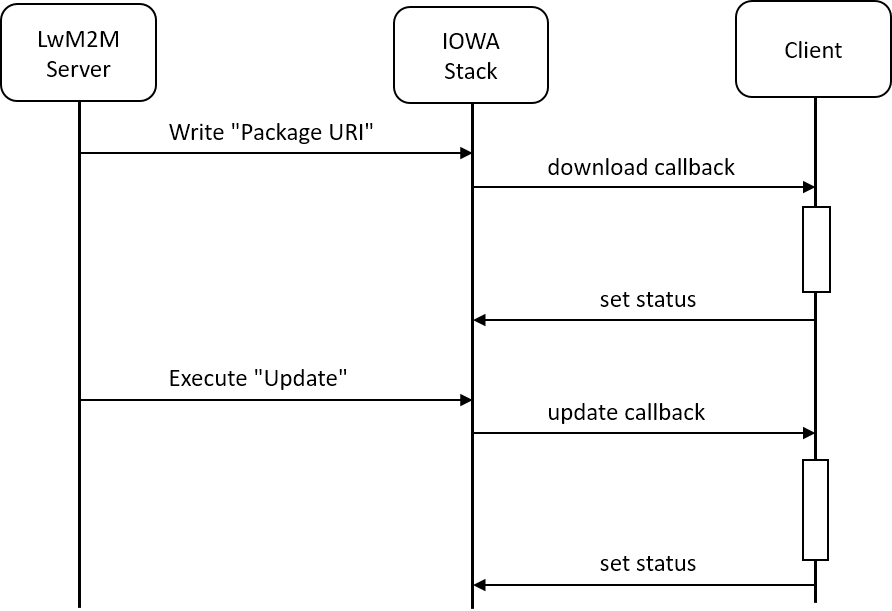 LwM2M
Server
IOWA
Stack
Client
Write "Package URI"
download callback
set status
Execute "Update"
update callback
set status